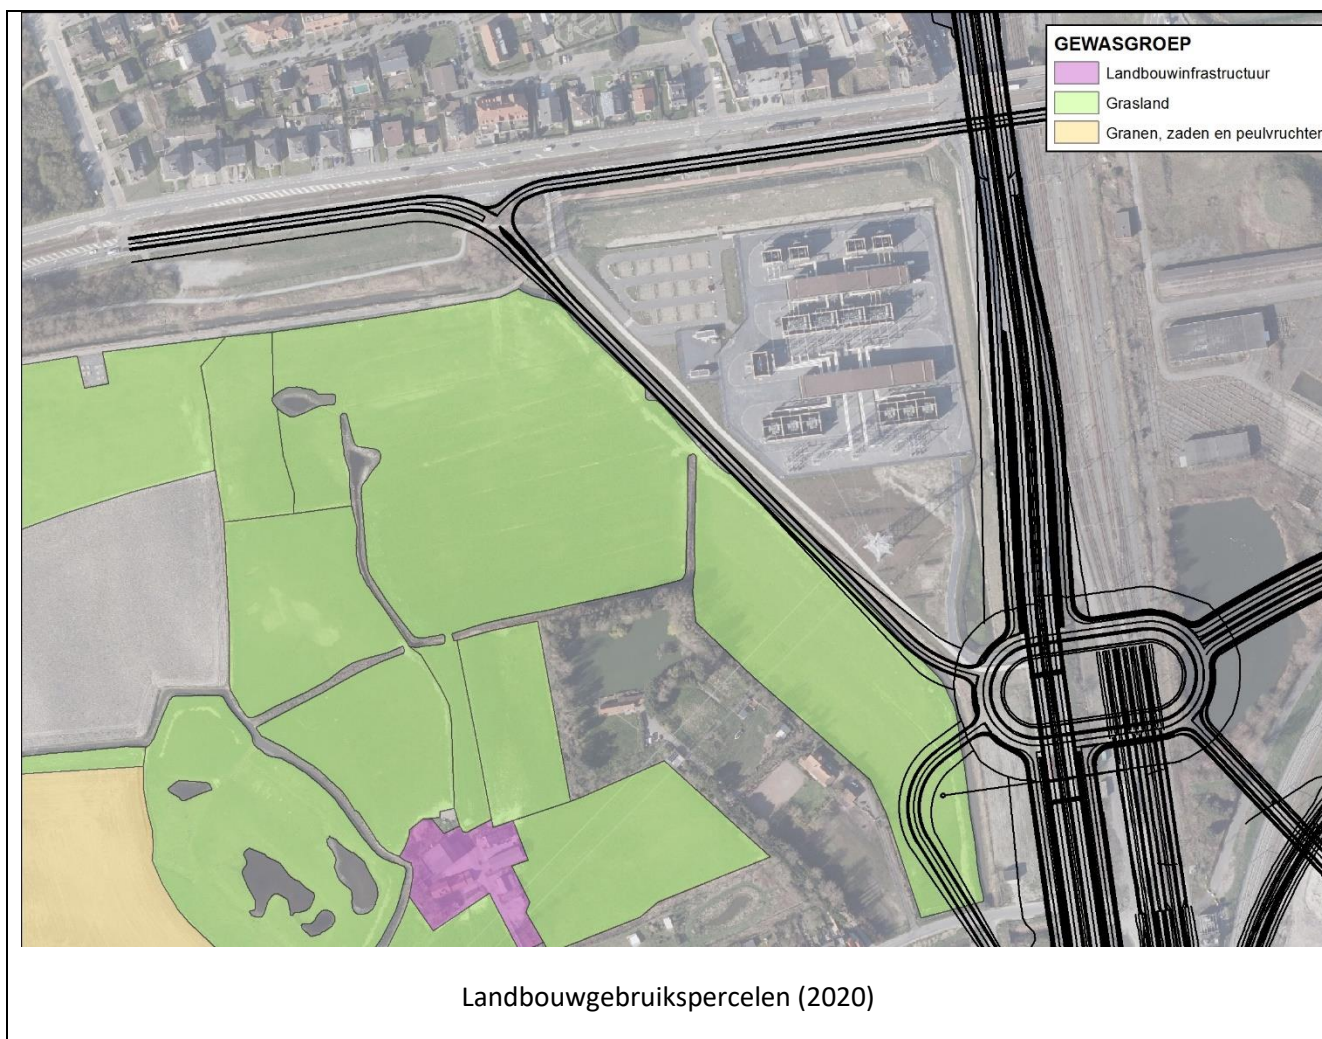 GEWASGROEP
Landbouwinfrastructuur
Grasland
Granen, zaden en peulvruchten
Landbouwgebruikspercelen (2020)